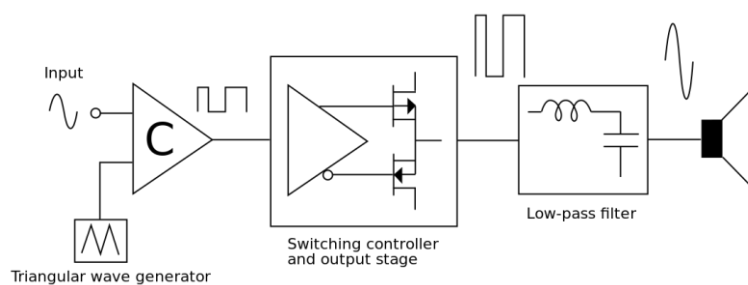 Input
C
Triangular wave generator
Switching controller
and output stage
Low-pass filter